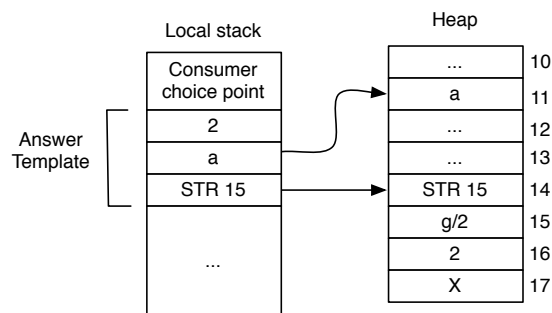 Local stack
Consumer
choice point
2
a
STR 15
...
Answer
Template
Heap
... 10
a 11
... 12
... 13
STR 15 14
g/2 15
2 16
X 17